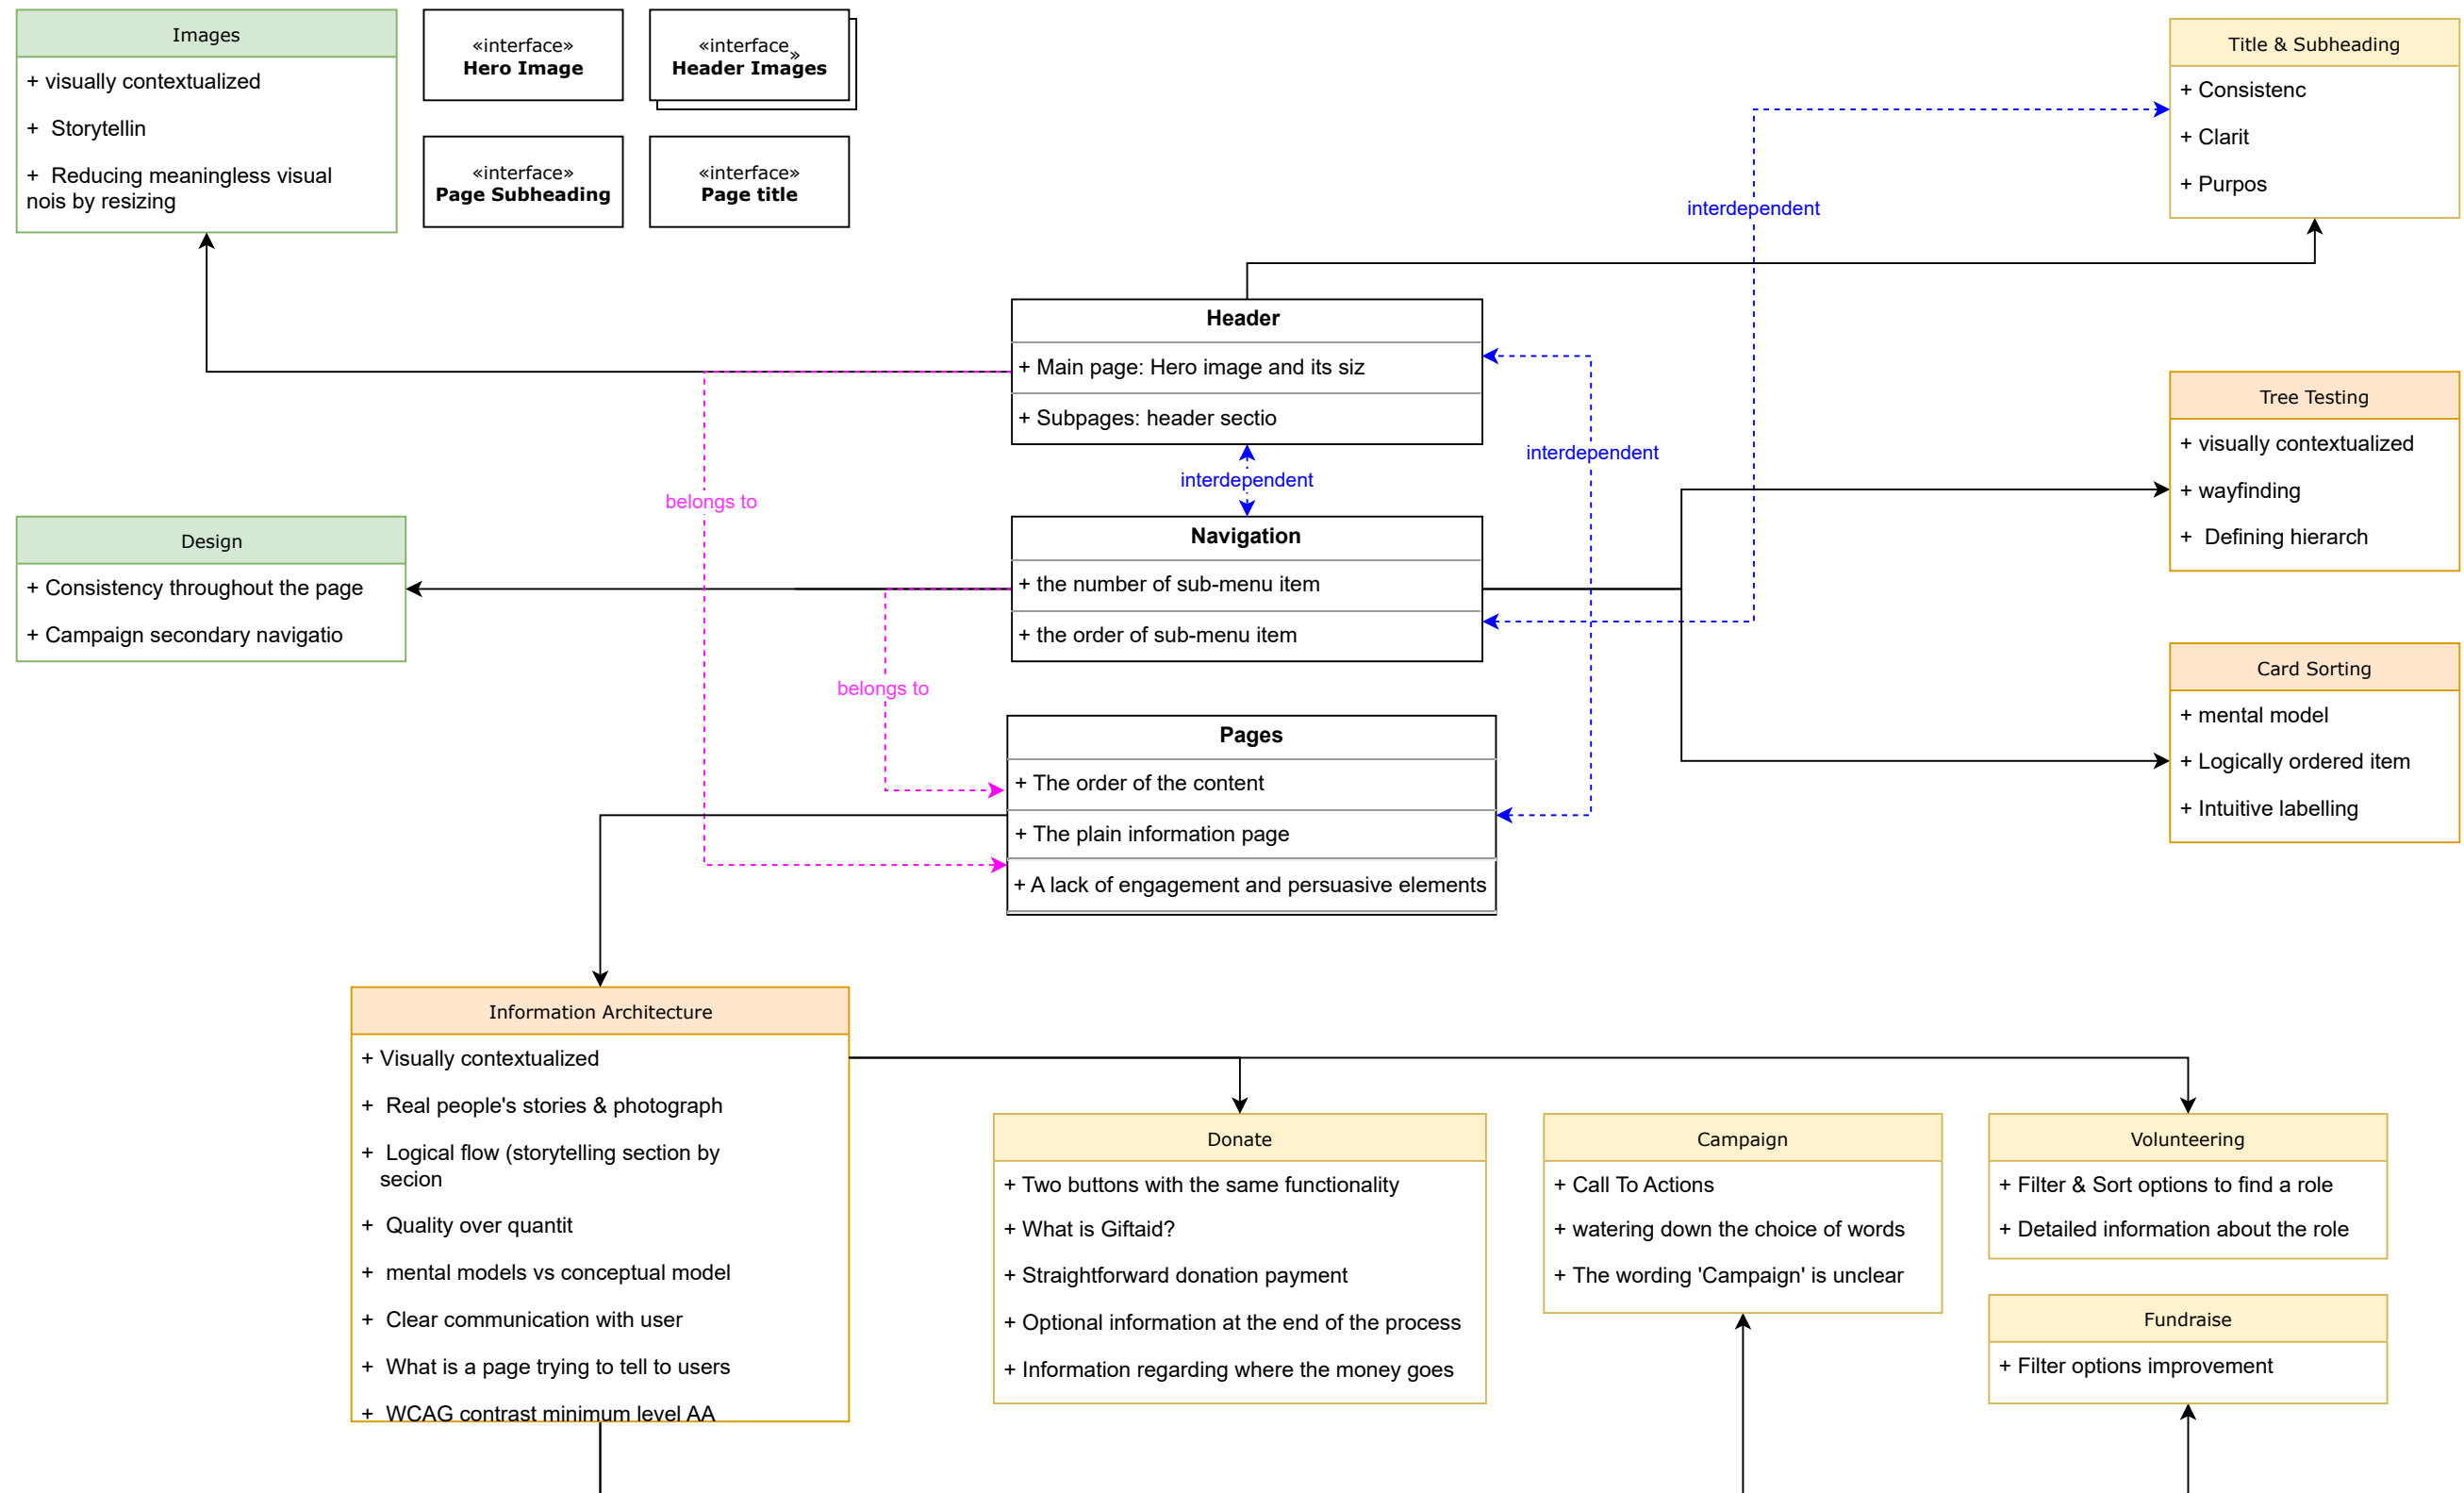 Images
+ visually contextualized
+ Storytellin
+ Reducing meaningless visual
nois by resizing
«interface»
Hero Image
«interface
»
Header Images
«interface»
Page Subheading
«interface»
Page title
Title & Subheading
+ Consistenc
+ Clarit
+ Purpos
interdependent
Header
+ Main page: Hero image and its siz
+ Subpages: header sectio
interdependent
interdependent
belongs to
Tree Testing
+ visually contextualized
+ wayfinding
+ Defining hierarch
Design
+ Consistency throughout the page
+ Campaign secondary navigatio
Navigation
+ the number of sub-menu item
+ the order of sub-menu item
belongs to
Card Sorting
+ mental model
+ Logically ordered item
+ Intuitive labelling
Pages
+ The order of the content
+ The plain information page
+ A lack of engagement and persuasive elements
Information Architecture
+ Visually contextualized
+ Real people's stories & photograph
+ Logical flow (storytelling section by
secion
+ Quality over quantit
+ mental models vs conceptual model
+ Clear communication with user
+ What is a page trying to tell to users
+ WCAG contrast minimum level AA
Donate
+ Two buttons with the same functionality
+ What is Giftaid?
+ Straightforward donation payment
+ Optional information at the end of the process
+ Information regarding where the money goes
Campaign
+ Call To Actions
+ watering down the choice of words
+ The wording 'Campaign' is unclear
Volunteering
+ Filter & Sort options to find a role
+ Detailed information about the role
Fundraise
+ Filter options improvement